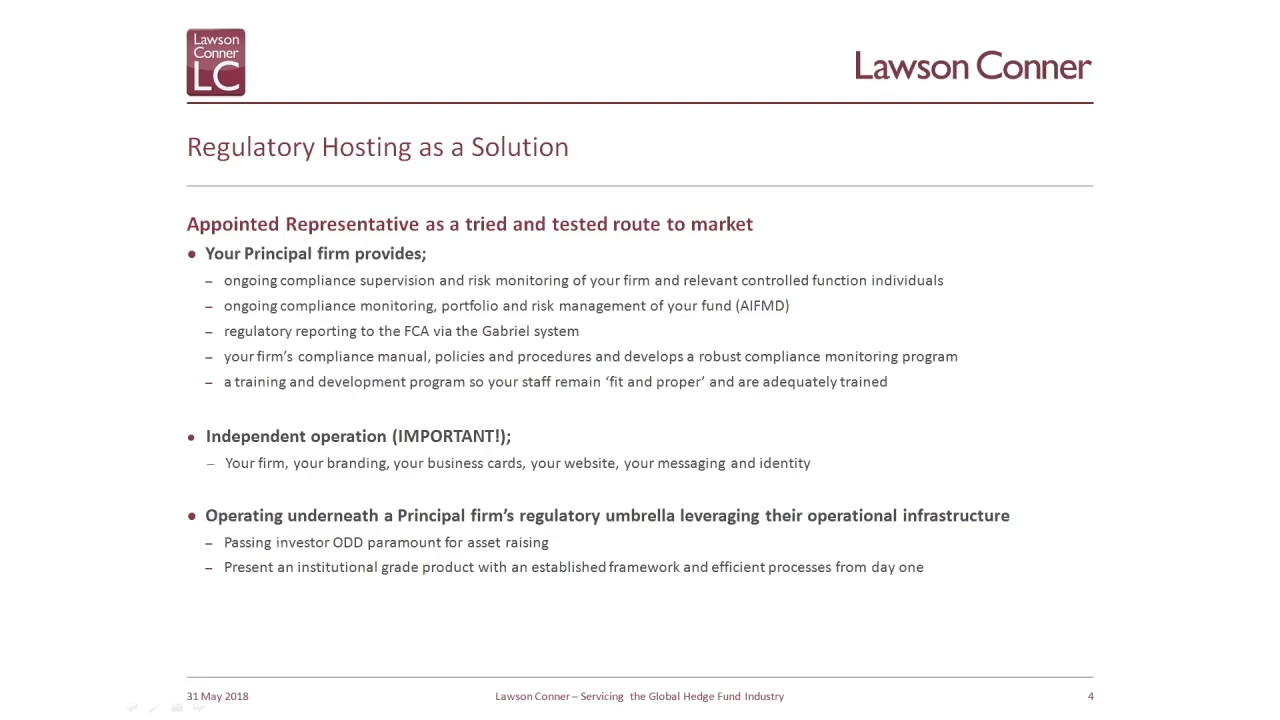 Lawson
Conner
LC
Lawson Conner
Regulatory Hosting as a Solution
Appointed Representative as a tried and tested route to market
● Your Principal firm provides;
– ongoing compliance supervision and risk monitoring of your firm and relevant controlled function individuals
– ongoing compliance monitoring, portfolio and risk management of your fund (AIFMD)
– regulatory reporting to the FCA via the Gabriel system
– your firm’s compliance manual, policies and procedures and develops a robust compliance monitoring program
– a training and development program so your staff remain ‘fit and proper’ and are adequately trained
● Independent operation (IMPORTANT!);
– Your firm, your branding, your business cards, your website, your messaging and identity
● Operating underneath a Principal firm’s regulatory umbrella leveraging their operational infrastructure
– Passing investor ODD paramount for asset raising
– Present an institutional grade product with an established framework and efficient processes from day one
31 May 2018
Lawson Conner – Servicing the Global Hedge Fund Industry
4